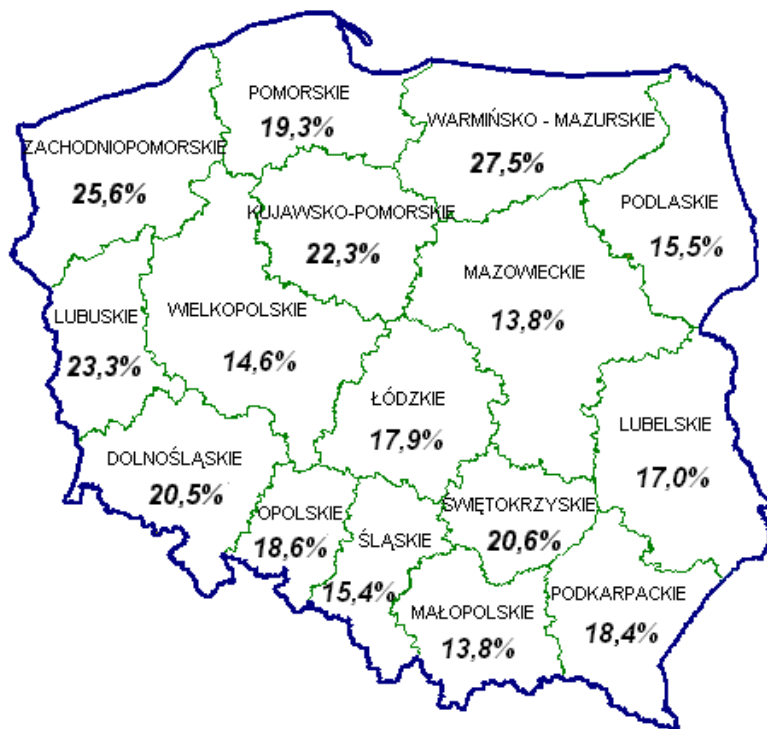 POMORSKIE
19,3%
WARMIŃSKO - MAZURSKIE
27,5%
ZACHODNIOPOMORSKIE
25,6%
KUJAWSKO-POMORSKIE
22,3%
PODLASKIE
15,5%
MAZOWIECKIE
13,8%
LUBUSKIE
23,3%
WIELKOPOLSKIE
14,6%
ŁÓDZKIE
17,9%
LUBELSKIE
17,0%
DOLNOŚLĄSKIE
20,5%
OPOLSKIE
18,6%
ŚLĄSKIE
15,4%
ŚWIĘTOKRZYSKIE
20,6%
MAŁOPOLSKIE
13,8%
PODKARPACKIE
18,4%